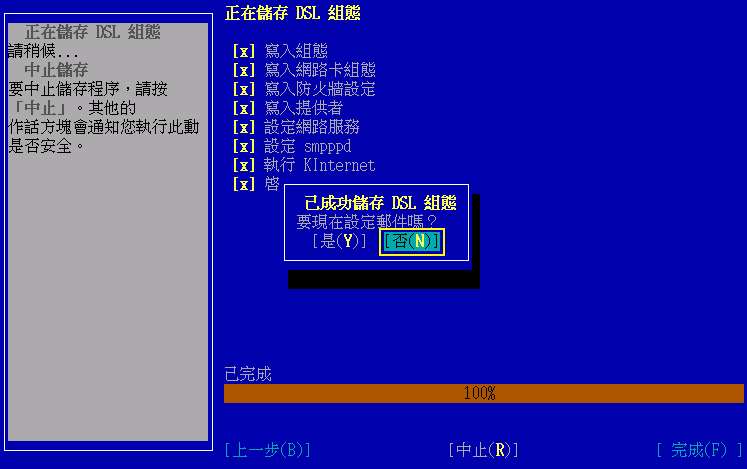 正在儲存 DSL 組態
請稍候...
中止儲存
要中止儲存程序，請按
「中止」。其他的
作話方塊會通知您執行此動
是否安全。
正在儲存 DSL 組態
[x] 寫入組態
[x] 寫入網路卡組態
[x] 寫入防火牆設定
[x] 寫入提供者
[x] 設定網路服務
[x] 設定 smpppd
[x] 執行 KInternet
[x] 啓
已成功儲存 DSL 組態
要現在設定郵件嗎？
[是(Y)] [否(N)]
已完成
100%
[上一步(B)] [中止(R)] [ 完成(F) ]